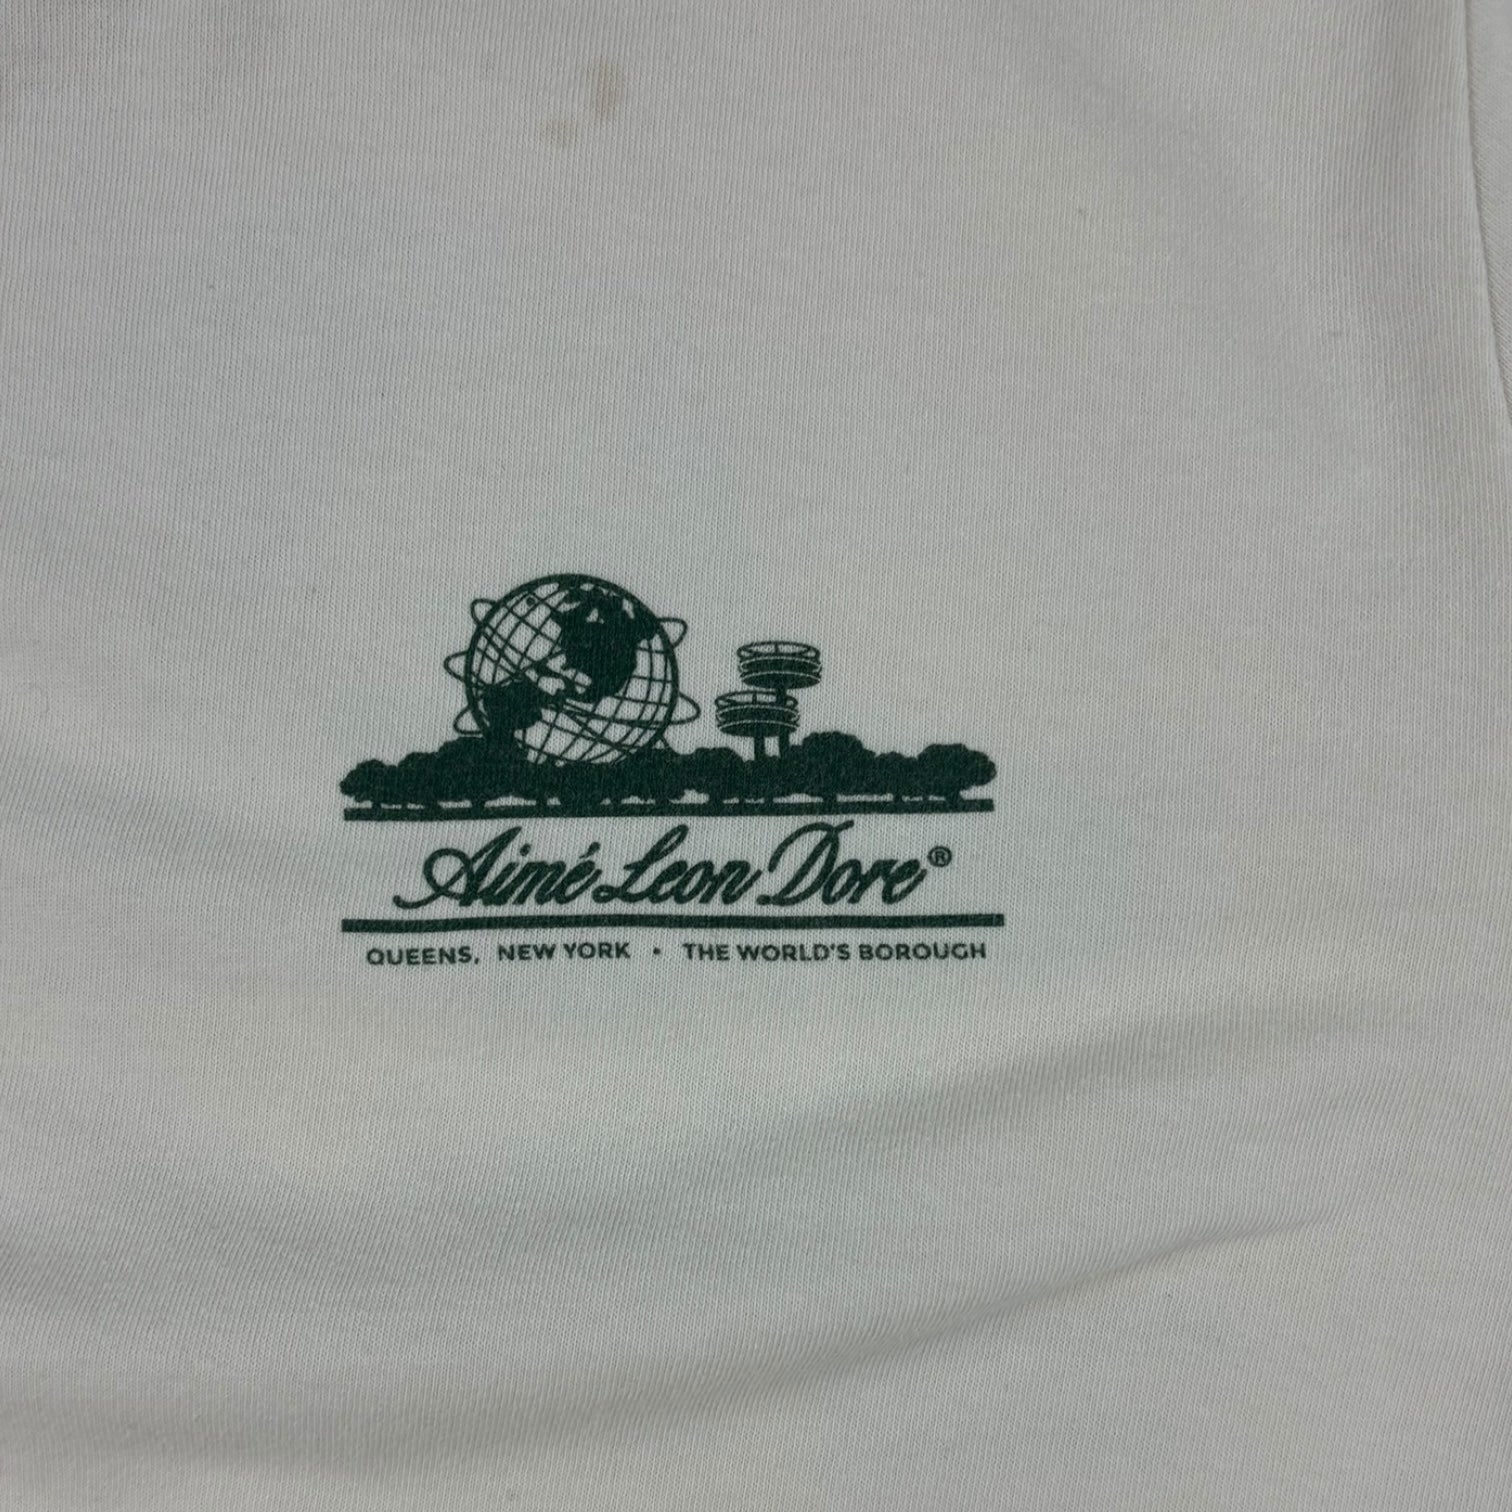 Aimé Leon Dore®
QUEENS, NEW YORK • THE WORLD'S BOROUGH